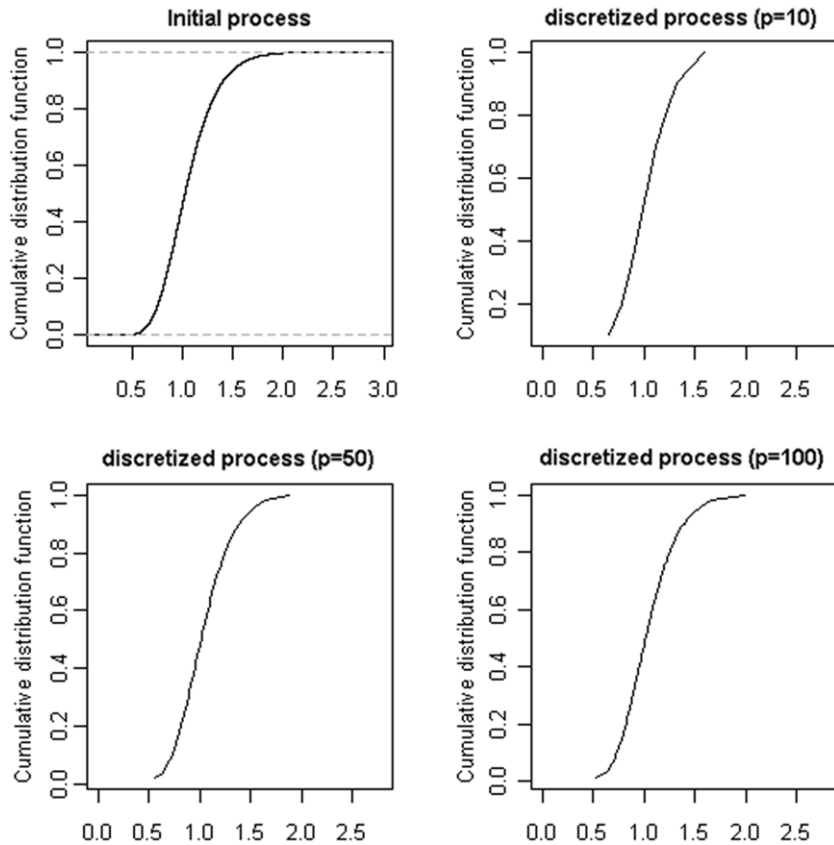 Initial process
Cumulative distribution function
1.0
0.8
0.6
0.4
0.2
0.0
0.5 1.0 1.5 2.0 2.5 3.0
discretized process (p=10)
Cumulative distribution function
1.0
0.8
0.6
0.4
0.2
0.0 0.5 1.0 1.5 2.0 2.5
discretized process (p=50)
Cumulative distribution function
1.0
0.8
0.6
0.4
0.2
0.0
0.0 0.5 1.0 1.5 2.0 2.5
discretized process (p=100)
Cumulative distribution function
1.0
0.8
0.6
0.4
0.2
0.0
0.0 0.5 1.0 1.5 2.0 2.5